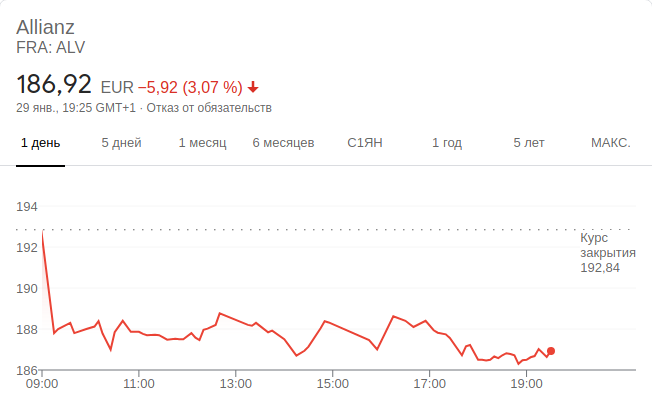 Allianz
FRA: ALV
186,92 EUR −5,92 (3,07 %)
29 янв., 19:25 GMT+1 · Отказ от обязательств
1 день 5 дней 1 месяц 6 месяцев С1ЯН 1 год 5 лет МАКС.
194
Курс
закрытия
192,84
192
190
188
186
09:00 11:00 13:00 15:00 17:00 19:00